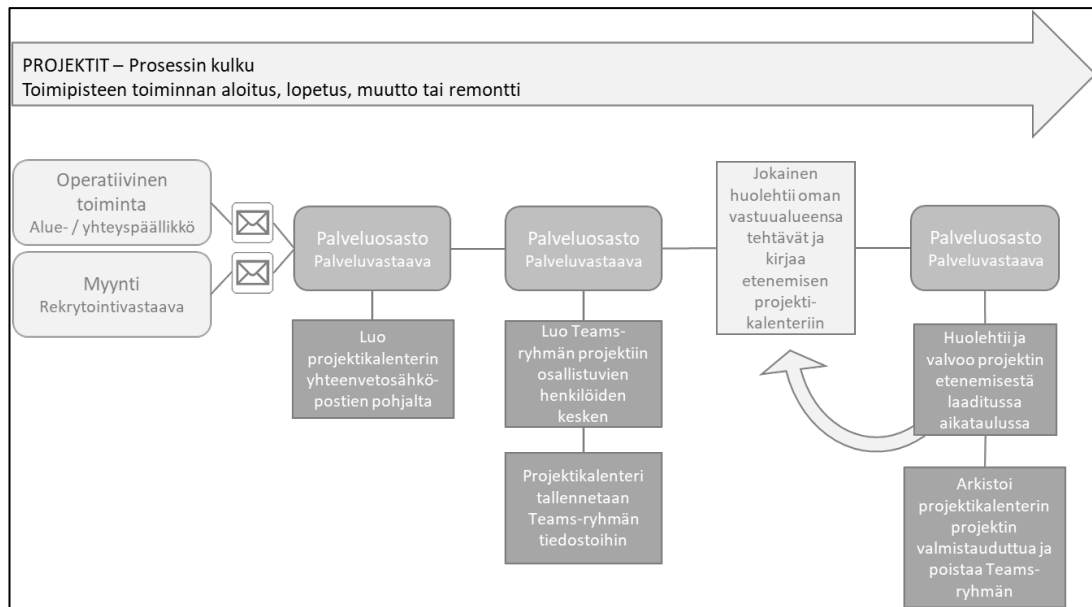 PROJEKTIT – Prosessin kulku
Toimipisteen toiminnan aloitus, lopetus, muutto tai remontti
Operatiivinen
toiminta
Alue- / yhteyspäällikkö
Myynti
Rekrytointivastaava
Palveluosasto
Palveluvastaava
Luo
projektikalenterin
yhteenvetosähkö-
postien pohjalta
Palveluosasto
Palveluvastaava
Luo Teams-
ryhmän projektiin
osallistuvien
henkilöiden
kesken
Projektikalenteri
tallennetaan
Teams-ryhmän
tiedostoihin
Jokainen
huolehtii oman
vastuualueensa
tehtävät ja
kirjaa
etenemisen
projekti-
kalenteriin
Palveluosasto
Palveluvastaava
Huolehtii ja
valvoo projektin
etenemisestä
laaditussa
aikataulussa
Arkistoi
projektikalenterin
projektin
valmistauduttua ja
poistaa Teams-
ryhmän